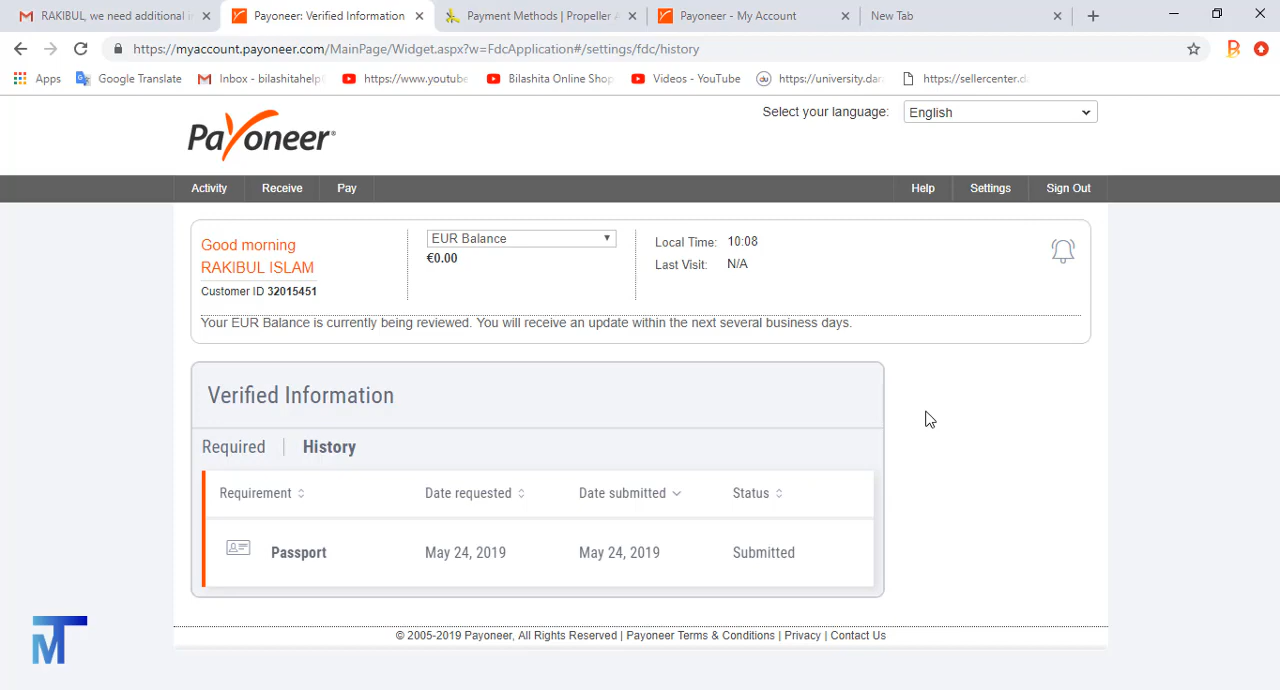 RAKIBUL, we need additional i
Payoneer: Verified Information
Payment Methods | Propeller A
Payoneer - My Account
New Tab
https://myaccount.payoneer.com/MainPage/Widget.aspx?w=FdcApplication#/settings/fdc/history
Apps
Google Translate
Inbox - bilashitahelp
https://www.youtube
Bilashita Online Shop
Videos - YouTube
https://university.dar
https://sellercenter.d
Payoneer
Select your language:
English
Activity
Receive
Pay
Help
Settings
Sign Out
Good morning
RAKIBUL ISLAM
Customer ID 32015451
EUR Balance
€0.00
Local Time: 10:08
Last Visit: N/A
Your EUR Balance is currently being reviewed. You will receive an update within the next several business days.
Verified Information
Required | History
Requirement Date requested Date submitted Status
Passport May 24, 2019 May 24, 2019 Submitted
MT
© 2005-2019 Payoneer, All Rights Reserved | Payoneer Terms & Conditions | Privacy | Contact Us